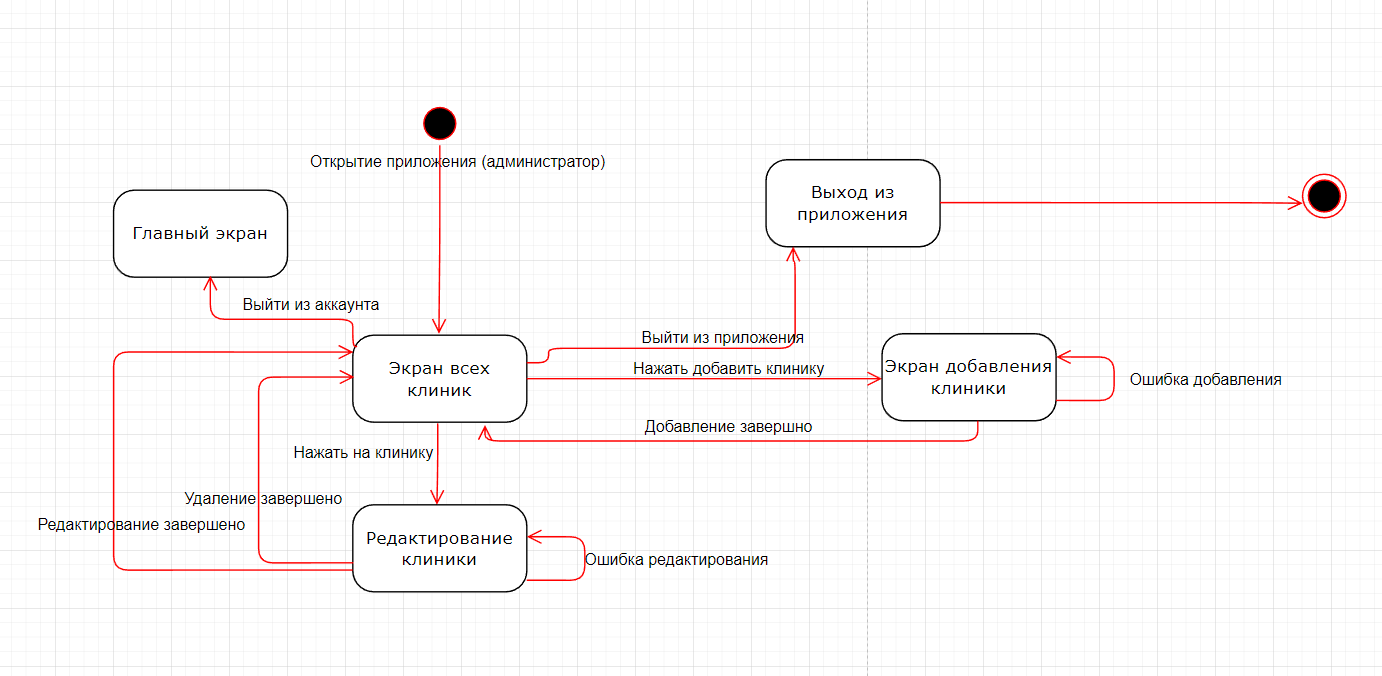 Открытие приложения (администратор)
Выход из
приложения
Главный экран
Выйти из аккаунта
Выйти из приложения
Экран всех
клиник
Нажать добавить клинику
Экран добавления
клиники
Ошибка добавления
Добавление завершно
Нажать на клинику
Удаление завершено
Редактирование завершено
Редактирование
клиники
Ошибка редактирования